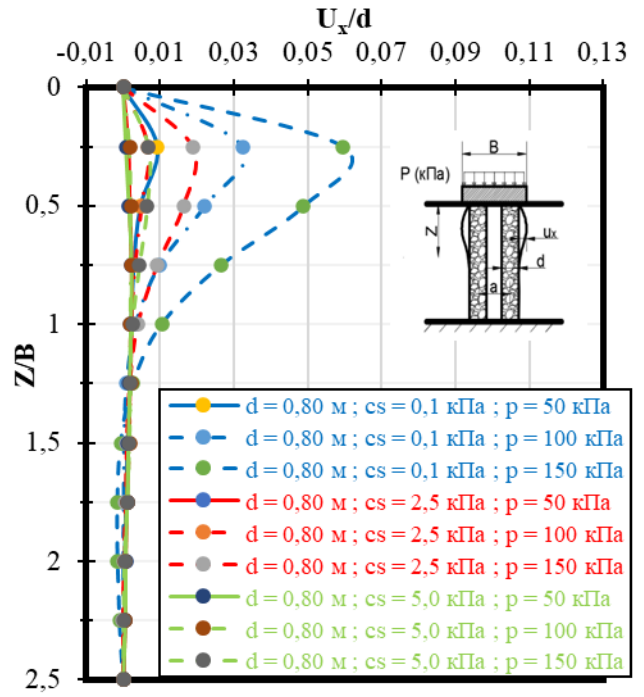 Uₓ/d
-0,01 0,01 0,03 0,05 0,07 0,09 0,11 0,13
0
0,5
1
1,5
2
2,5
Z/B
B
P (кПа)
Z
uₓ
d
a
d = 0,80 м ; cs = 0,1 кПа ; p = 50 кПа
d = 0,80 м ; cs = 0,1 кПа ; p = 100 кПа
d = 0,80 м ; cs = 0,1 кПа ; p = 150 кПа
d = 0,80 м ; cs = 2,5 кПа ; p = 50 кПа
d = 0,80 м ; cs = 2,5 кПа ; p = 100 кПа
d = 0,80 м ; cs = 2,5 кПа ; p = 150 кПа
d = 0,80 м ; cs = 5,0 кПа ; p = 50 кПа
d = 0,80 м ; cs = 5,0 кПа ; p = 100 кПа
d = 0,80 м ; cs = 5,0 кПа ; p = 150 кПа